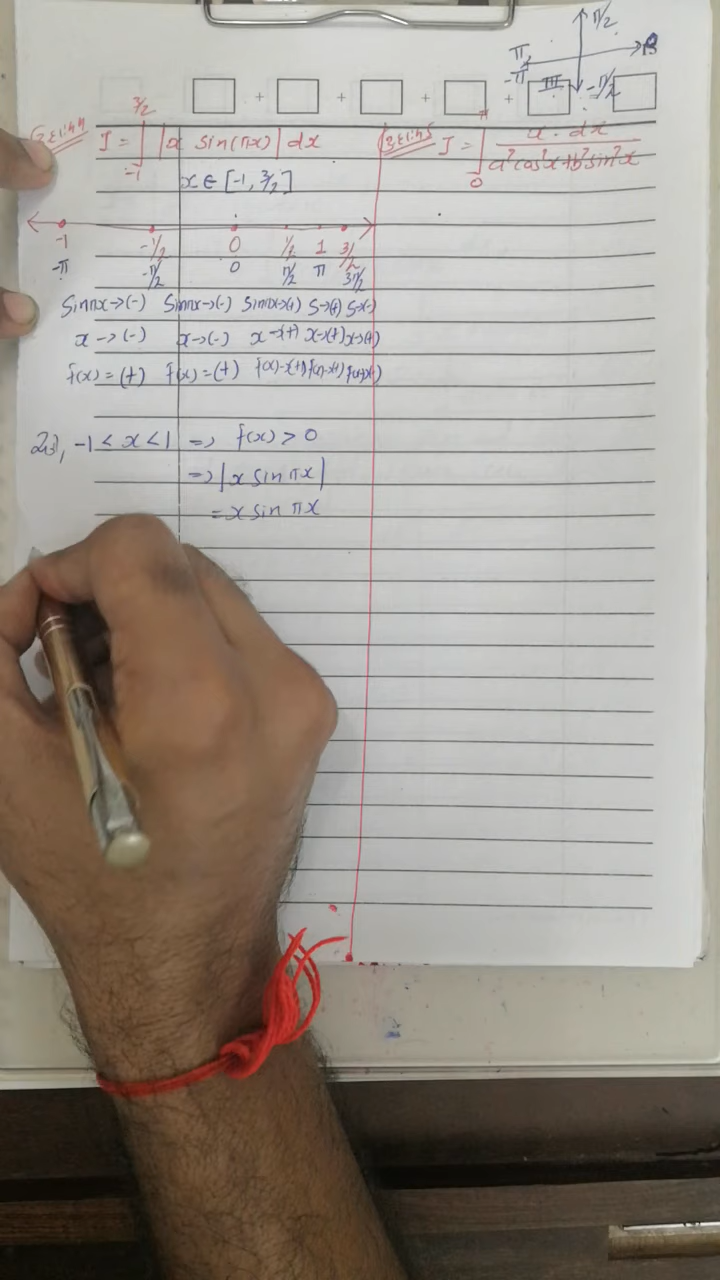 π/2
π
-π
-π/2
+ + + + +
I = ∫_{-1}^{3/2} |x sin(πx)| dx
x ∈ [-1, 3/2]
-1 -1/2 0 1/2 1 3/2
-π -π/2 0 π/2 π 3π/2
Sinπx→(-) Sinπx→(-) Sinπx→(+) S→(+) S→(-)
x→(-) x→(-) x→(+) x→(+) x→(+)
f(x)=(+) f(x)=(+)
-1 < x < 1 => f(x) > 0
=> |x sin πx|
= x sin πx
I = ∫_{0}^{π} x · dx / a²cos²x+b²sin²x